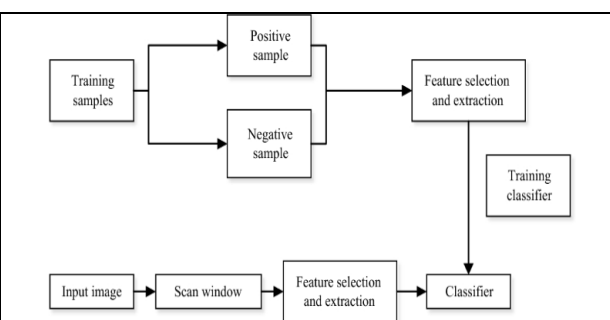 Positive
sample
Training
samples
Feature selection
and extraction
Negative
sample
Training
classifier
Input image
Scan window
Feature selection
and extraction
Classifier